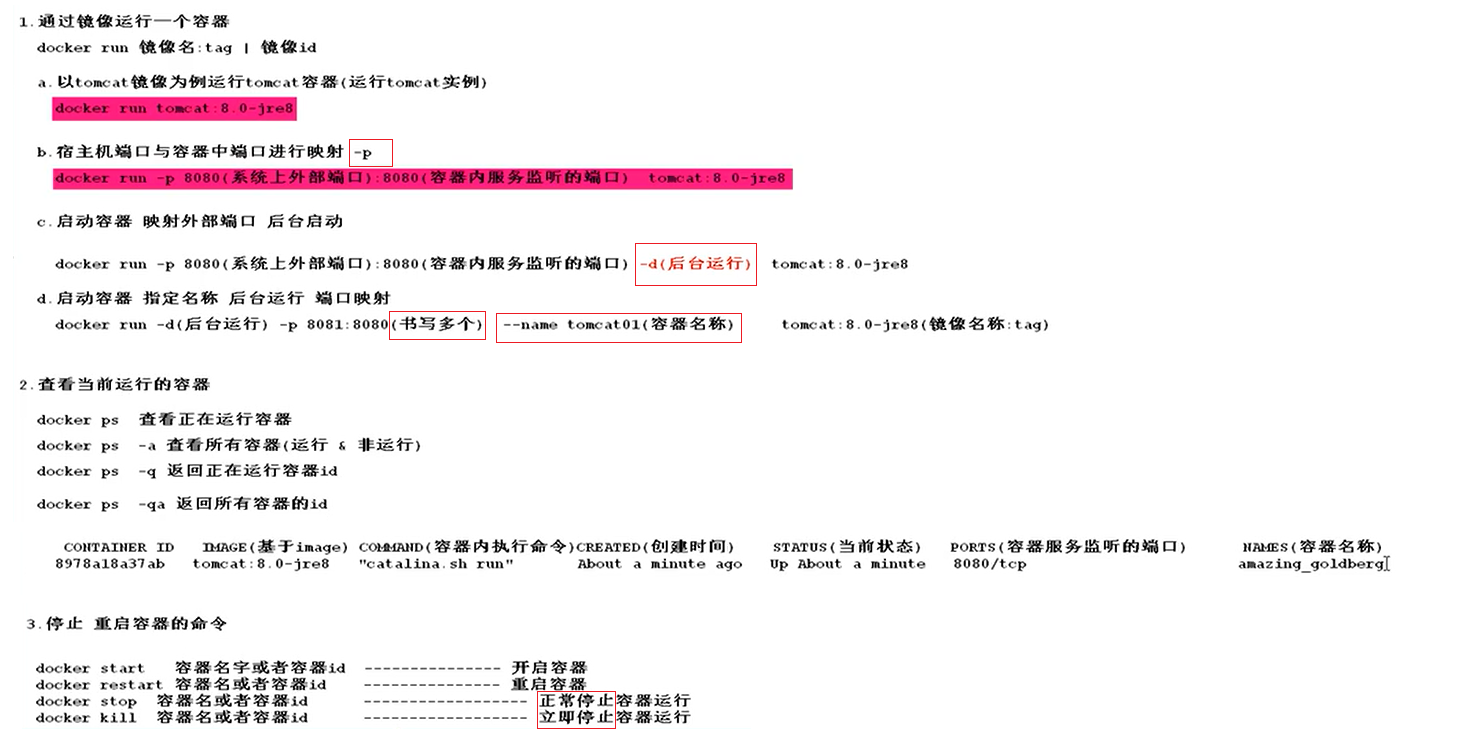 1.通过镜像运行一个容器
docker run 镜像名:tag | 镜像id
a.以tomcat镜像为例运行tomcat容器(运行tomcat实例)
docker run tomcat:8.0-jre8
b.宿主机端口与容器中端口进行映射 -p
docker run -p 8080(系统上外部端口):8080(容器内服务监听的端口) tomcat:8.0-jre8
c.启动容器 映射外部端口 后台启动
docker run -p 8080(系统上外部端口):8080(容器内服务监听的端口) -d(后台运行) tomcat:8.0-jre8
d.启动容器 指定名称 后台运行 端口映射
docker run -d(后台运行) -p 8081:8080(书写多个) --name tomcat01(容器名称) tomcat:8.0-jre8(镜像名称:tag)
2.查看当前运行的容器
docker ps 查看正在运行容器
docker ps -a 查看所有容器(运行 & 非运行)
docker ps -q 返回正在运行容器id
docker ps -qa 返回所有容器的id
CONTAINER ID IMAGE(基于image) COMMAND(容器内执行命令)CREATED(创建时间) STATUS(当前状态) PORTS(容器服务监听的端口) NAMES(容器名称)
8978a18a37ab tomcat:8.0-jre8 "catalina.sh run" About a minute ago Up About a minute 8080/tcp amazing_goldberg
3.停止 重启容器的命令
docker start 容器名字或者容器id --------------- 开启容器
docker restart 容器名或者容器id --------------- 重启容器
docker stop 容器名或者容器id ------------------ 正常停止容器运行
docker kill 容器名或者容器id ------------------ 立即停止容器运行